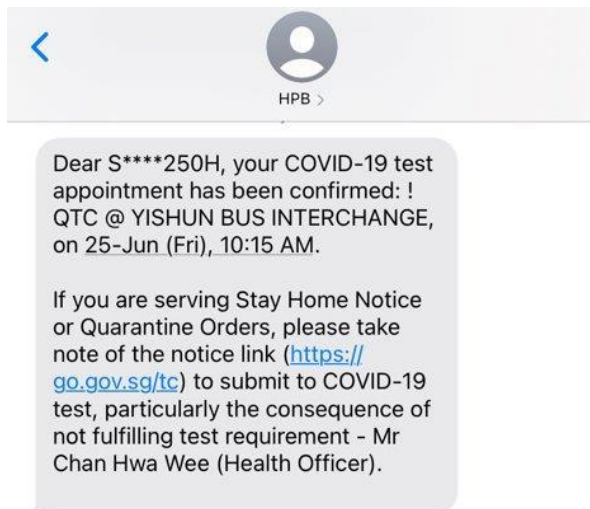 HPB >
Dear S****250H, your COVID-19 test
appointment has been confirmed: !
QTC @ YISHUN BUS INTERCHANGE,
on 25-Jun (Fri), 10:15 AM.
If you are serving Stay Home Notice
or Quarantine Orders, please take
note of the notice link (https://
go.gov.sg/tc) to submit to COVID-19
test, particularly the consequence of
not fulfilling test requirement - Mr
Chan Hwa Wee (Health Officer).